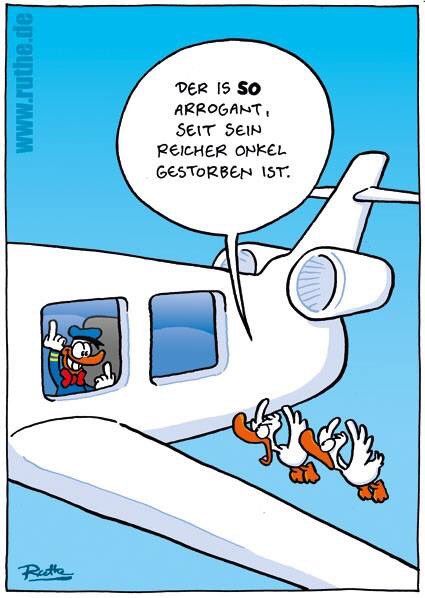 www.ruthe.de
DER IS SO
ARROGANT,
SEIT SEIN
REICHER ONKEL
GESTORBEN IST.
Ruthe